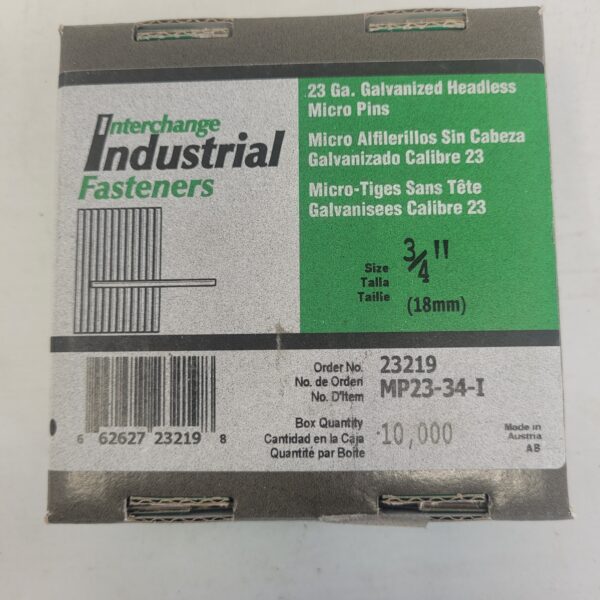 Interchange
Industrial
Fasteners
23 Ga. Galvanized Headless
Micro Pins
Micro Alfilerillos Sin Cabeza
Galvanizado Calibre 23
Micro-Tiges Sans Tête
Galvanisees Calibre 23
Size
Talla
Taille
3/4"
(18mm)
Order No.
No. de Orden
No. D'Item
23219
MP23-34-I
Box Quantity
Cantidad en la Caja
Quantité par Boite
10,000
Made in
Austria
AB
6 62627 23219 8